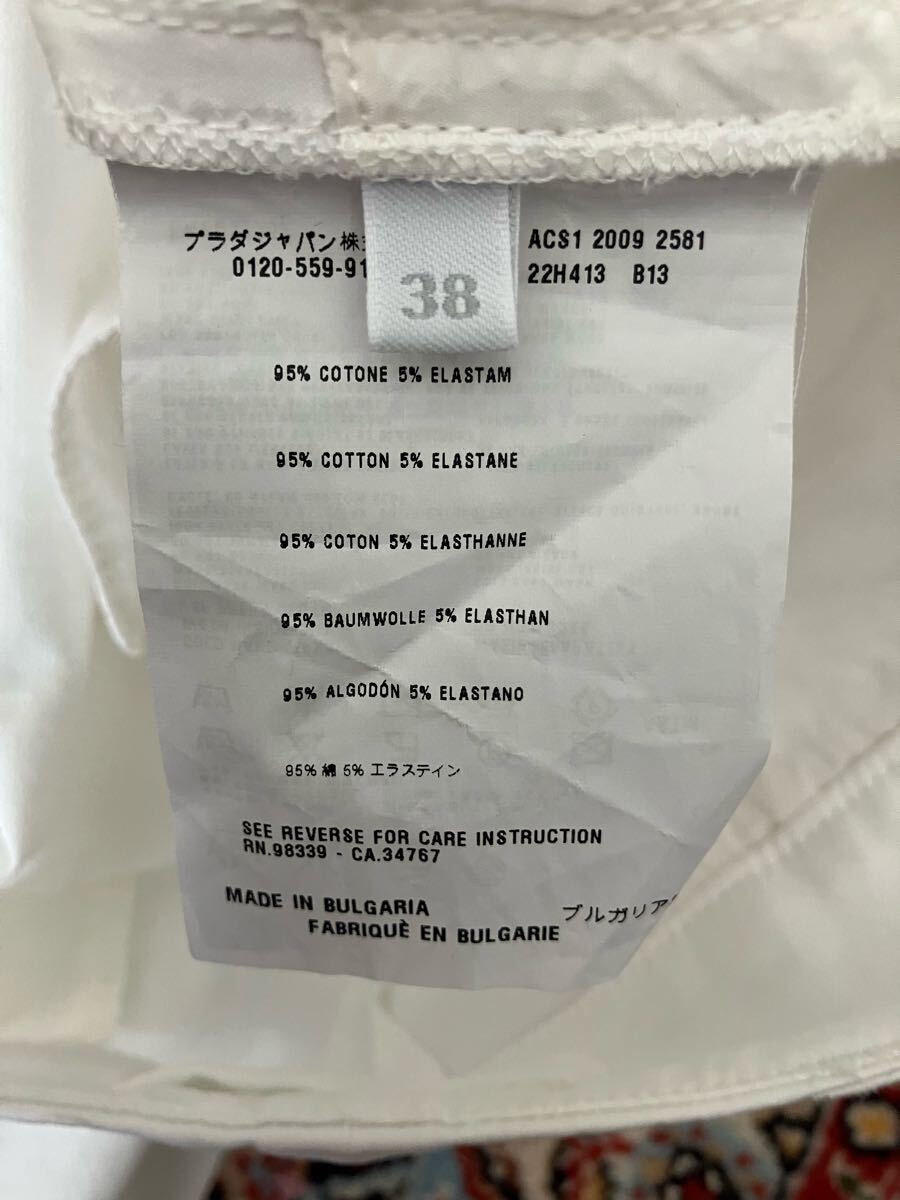 プラダジャパン株 ACS1 2009 2581
0120-559-91 22H413 B13
38
95% COTONE 5% ELASTAM
95% COTTON 5% ELASTANE
95% COTON 5% ELASTHANNE
95% BAUMWOLLE 5% ELASTHAN
95% ALGODÓN 5% ELASTANO
95% 綿 5% エラステイン
SEE REVERSE FOR CARE INSTRUCTION
RN.98339 - CA.34767
MADE IN BULGARIA ブルガリア
FABRIQUÈ EN BULGARIE